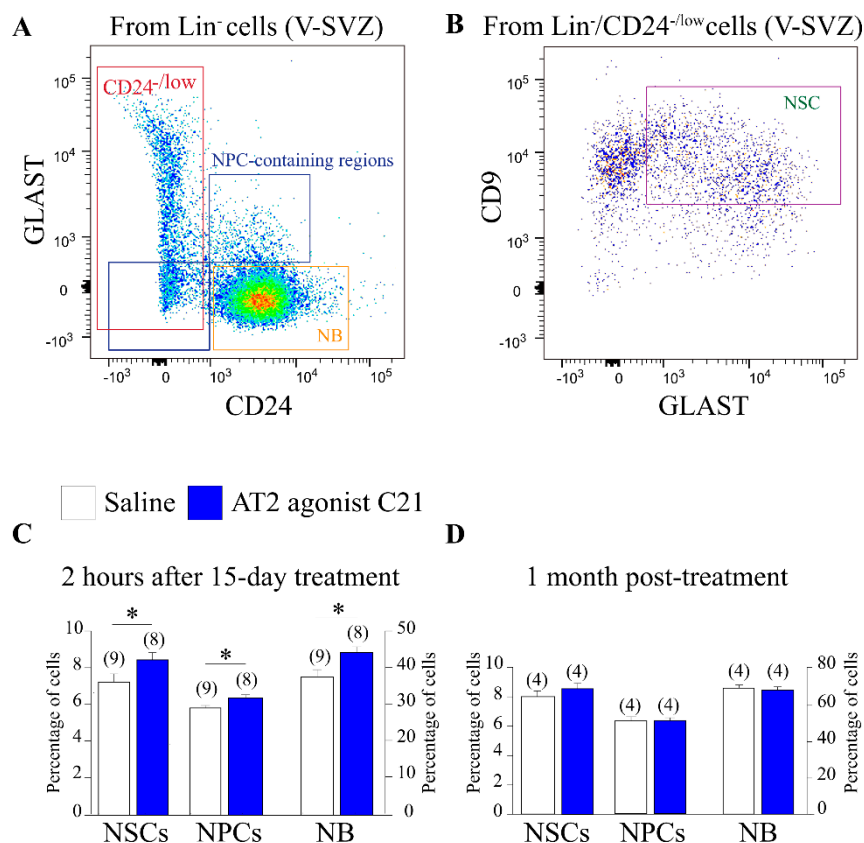 A
From Lin⁻ cells (V-SVZ)
GLAST
10⁵
10⁴
10³
0
-10³
CD24⁻/low
NPC-containing regions
NB
-10³ 0 10³ 10⁴ 10⁵
CD24
B
From Lin⁻/CD24⁻/low cells (V-SVZ)
CD9
10⁵
10⁴
10³
0
-10³
NSC
-10³ 0 10³ 10⁴ 10⁵
GLAST
Saline
AT2 agonist C21
C
2 hours after 15-day treatment
Percentage of cells
10
8
6
4
2
0
* * *
(9) (8) (9) (8) (9) (8)
50
40
30
20
10
0
Percentage of cells
NSCs NPCs NB
D
1 month post-treatment
Percentage of cells
10
8
6
4
2
0
(4) (4) (4) (4) (4) (4)
80
60
40
20
0
Percentage of cells
NSCs NPCs NB